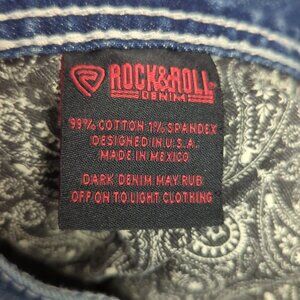 ROCK&ROLL
DENIM
99% COTTON 1% SPANDEX
DESIGNED IN U.S.A.
MADE IN MEXICO
DARK DENIM MAY RUB
OFF ON TO LIGHT CLOTHING